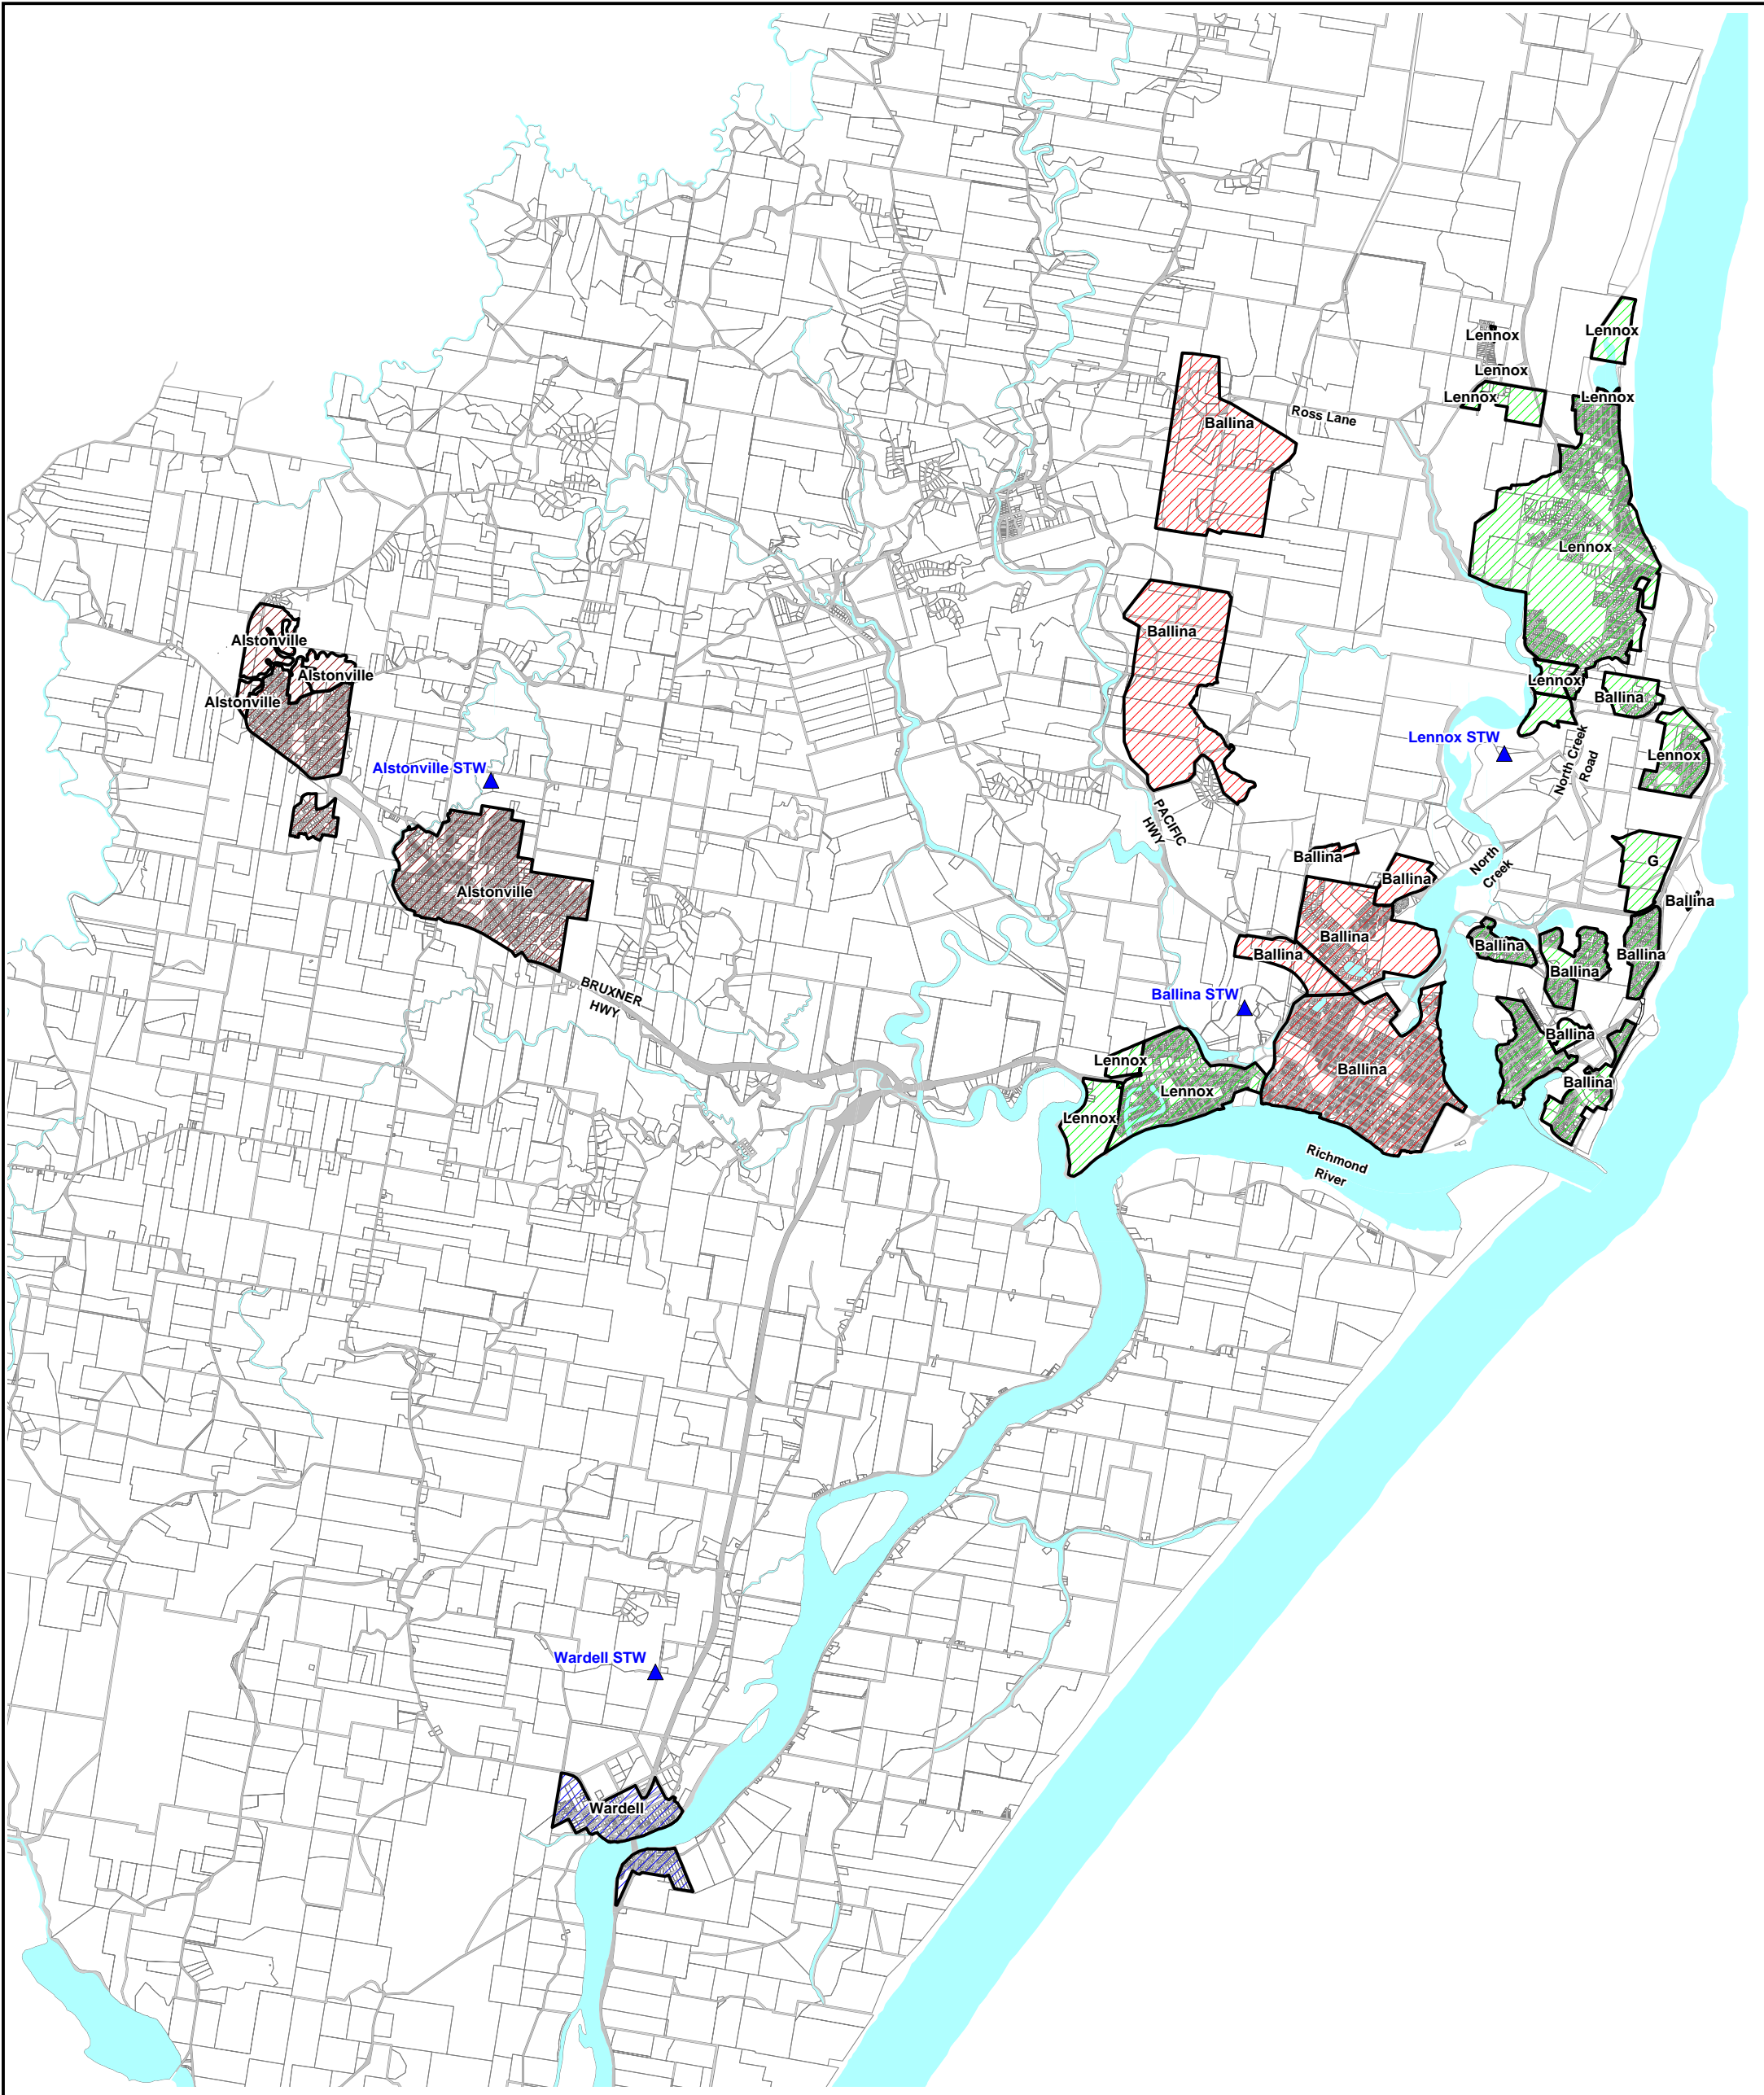 Lennox
Lennox
Lennox
Lennox
Lennox
Ross Lane
Ballina
Lennox
Ballina
Alstonville
Alstonville
Alstonville
Lennox
Ballina
Lennox STW
North Creek
Road
Lennox
Alstonville STW
PACIFIC
HWY
Ballina
North
Creek
G
Ballina
Alstonville
Ballina
Ballina
Ballina
Ballina
Ballina
Ballina
BRUXNER
HWY
Ballina STW
Ballina
Lennox
Ballina
Ballina
Lennox
Lennox
Richmond
River
Wardell STW
Wardell